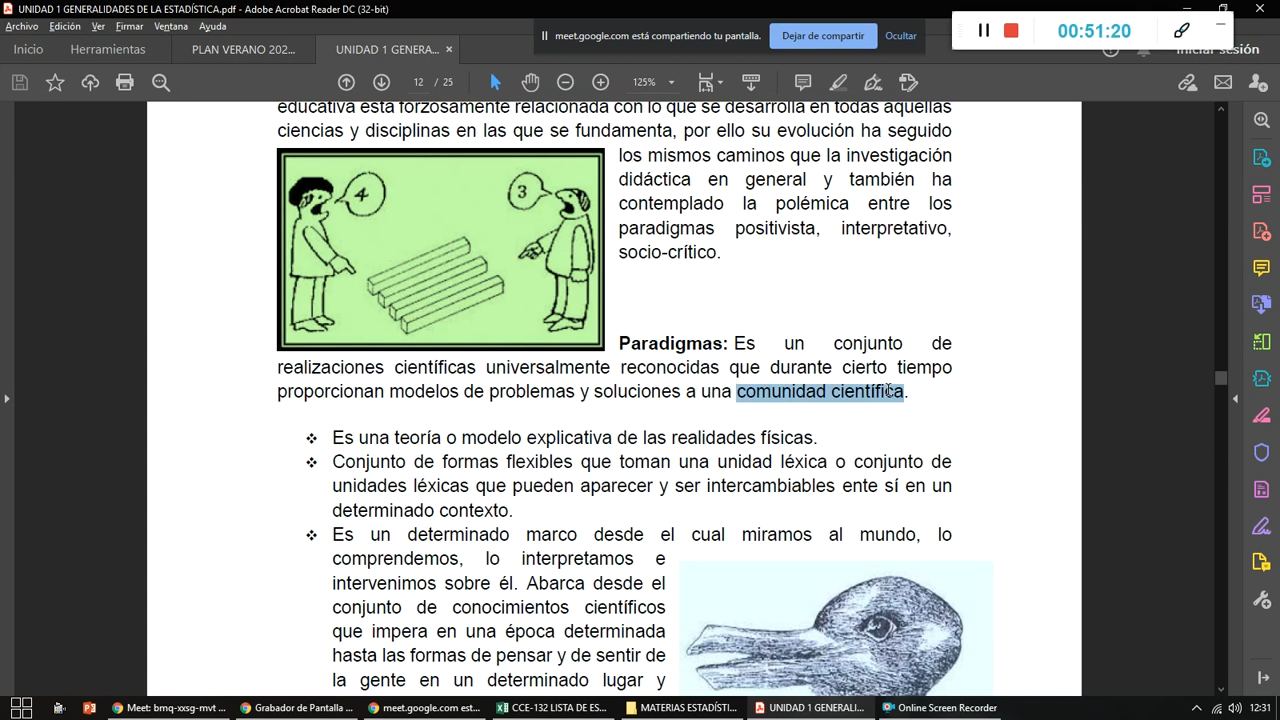 UNIDAD 1 GENERALIDADES DE LA ESTADÍSTICA.pdf - Adobe Acrobat Reader DC (32-bit)
Archivo Edición Ver Firmar Ventana Ayuda
meet.google.com está compartiendo tu pantalla.
Dejar de compartir
Ocultar
00:51:20
Inicio
Herramientas
PLAN VERANO 202...
UNIDAD 1 GENERA...
Iniciar sesión
12 / 25
125%
educativa está forzosamente relacionada con lo que se desarrolla en todas aquellas
ciencias y disciplinas en las que se fundamenta, por ello su evolución ha seguido
los mismos caminos que la investigación
didáctica en general y también ha
contemplado la polémica entre los
paradigmas positivista, interpretativo,
socio-crítico.
4
3
Paradigmas: Es un conjunto de
realizaciones científicas universalmente reconocidas que durante cierto tiempo
proporcionan modelos de problemas y soluciones a una comunidad científica.
❖ Es una teoría o modelo explicativa de las realidades físicas.
❖ Conjunto de formas flexibles que toman una unidad léxica o conjunto de
unidades léxicas que pueden aparecer y ser intercambiables ente sí en un
determinado contexto.
❖ Es un determinado marco desde el cual miramos al mundo, lo
comprendemos, lo interpretamos e
intervenimos sobre él. Abarca desde el
conjunto de conocimientos científicos
que impera en una época determinada
hasta las formas de pensar y de sentir de
la gente en un determinado lugar y
Meet: bmq-xxsg-mvt ...
Grabador de Pantalla ...
meet.google.com est...
CCE-132 LISTA DE ES...
MATERIAS ESTADÍSTI...
UNIDAD 1 GENERALI...
Online Screen Recorder
12:31